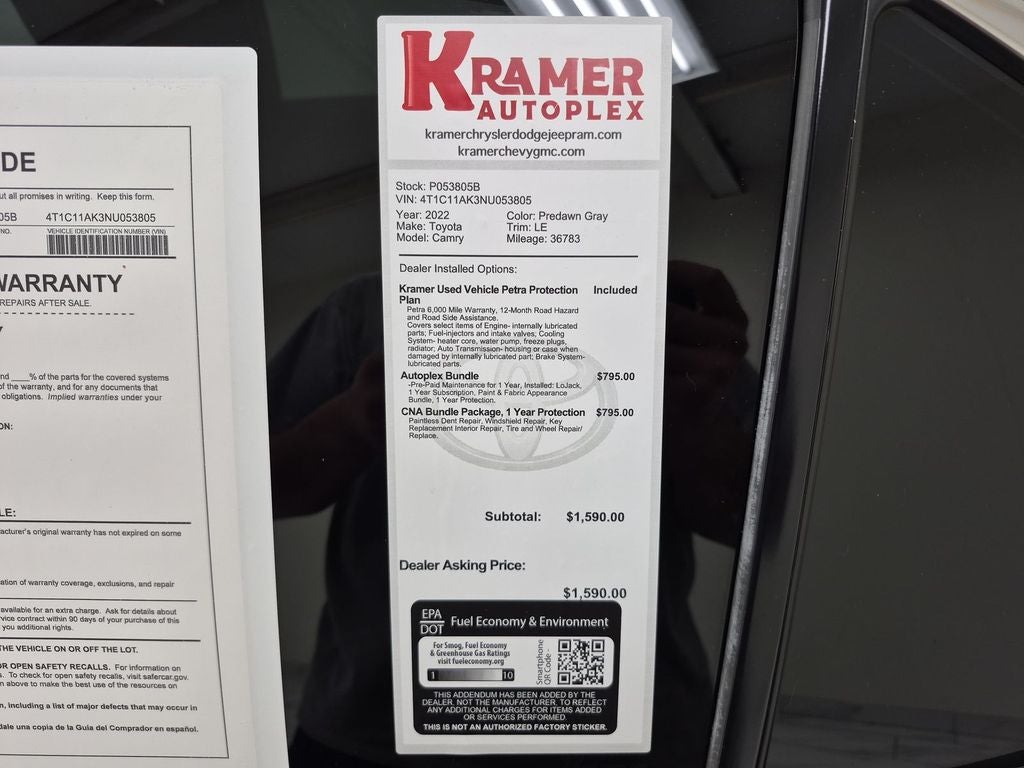 DE
ut all promises in writing. Keep this form.
05B 4T1C11AK3NU053805
NO. VEHICLE IDENTIFICATION NUMBER (VIN)
WARRANTY
REPAIRS AFTER SALE.
Y
nd ____% of the parts for the covered systems
of the warranty, and for any documents that
obligations. Implied warranties under your
ON:
LE:
acturer's original warranty has not expired on some
ation of warranty coverage, exclusions, and repair
available for an extra charge. Ask for details about
rvice contract within 90 days of your purchase of this
you additional rights.
THE VEHICLE ON OR OFF THE LOT.
OR OPEN SAFETY RECALLS. For information on
s. To check for open safety recalls, visit safercar.gov.
n above to make the best use of the resources on
n, including a list of major defects that may occur in
dale una copia de la Guía del Comprador en español.
KRAMER
AUTOPLEX
kramerchryslerdodgejeepram.com
kramerchevygmc.com
Stock: P053805B
VIN: 4T1C11AK3NU053805
Year: 2022 Color: Predawn Gray
Make: Toyota Trim: LE
Model: Camry Mileage: 36783
Dealer Installed Options:
Kramer Used Vehicle Petra Protection Included
Plan
Petra 6,000 Mile Warranty, 12-Month Road Hazard
and Road Side Assistance.
Covers select items of Engine- internally lubricated
parts; Fuel-injectors and intake valves; Cooling
System- heater core, water pump, freeze plugs,
radiator; Auto Transmission- housing or case when
damaged by internally lubricated part; Brake System-
lubricated parts.
Autoplex Bundle $795.00
-Pre-Paid Maintenance for 1 Year, Installed: LoJack,
1 Year Subscription, Paint & Fabric Appearance
Bundle, 1 Year Protection.
CNA Bundle Package, 1 Year Protection $795.00
Paintless Dent Repair, Windshield Repair, Key
Replacement Interior Repair, Tire and Wheel Repair/
Replace.
Subtotal: $1,590.00
Dealer Asking Price:
$1,590.00
EPA
DOT Fuel Economy & Environment
For Smog, Fuel Economy
& Greenhouse Gas Ratings
visit fueleconomy.org
1 10
Smartphone
QR Code -
THIS ADDENDUM HAS BEEN ADDED BY THE
DEALER, NOT THE MANUFACTURER, TO REFLECT
ANY ADDITIONAL CHARGES FOR ITEMS ADDED
OR SERVICES PERFORMED.
THIS IS NOT AN AUTHORIZED FACTORY STICKER.